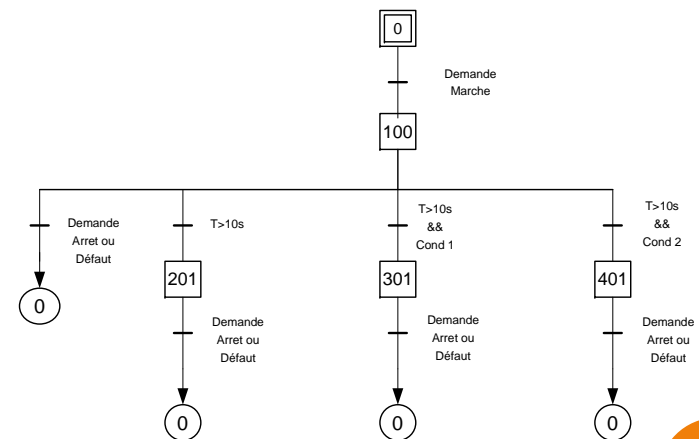 0
Demande
Marche
100
Demande
Arret ou
Défaut
0
T>10s
201
Demande
Arret ou
Défaut
0
T>10s
&&
Cond 1
301
Demande
Arret ou
Défaut
0
T>10s
&&
Cond 2
401
Demande
Arret ou
Défaut
0